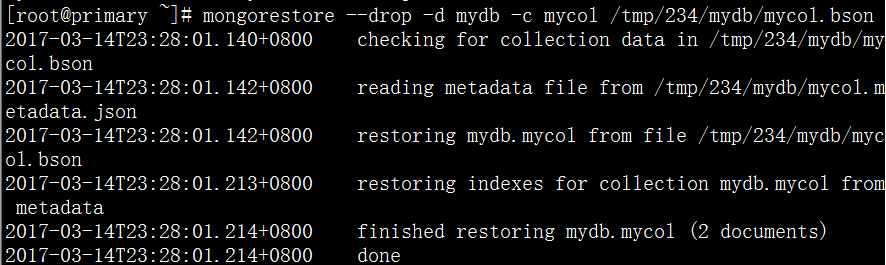 [root@primary ~]# mongorestore --drop -d mydb -c mycol /tmp/234/mydb/mycol.bson
2017-03-14T23:28:01.140+0800    checking for collection data in /tmp/234/mydb/my
col.bson
2017-03-14T23:28:01.142+0800    reading metadata file from /tmp/234/mydb/mycol.m
etadata.json
2017-03-14T23:28:01.142+0800    restoring mydb.mycol from file /tmp/234/mydb/myc
ol.bson
2017-03-14T23:28:01.213+0800    restoring indexes for collection mydb.mycol from
 metadata
2017-03-14T23:28:01.214+0800    finished restoring mydb.mycol (2 documents)
2017-03-14T23:28:01.214+0800    done